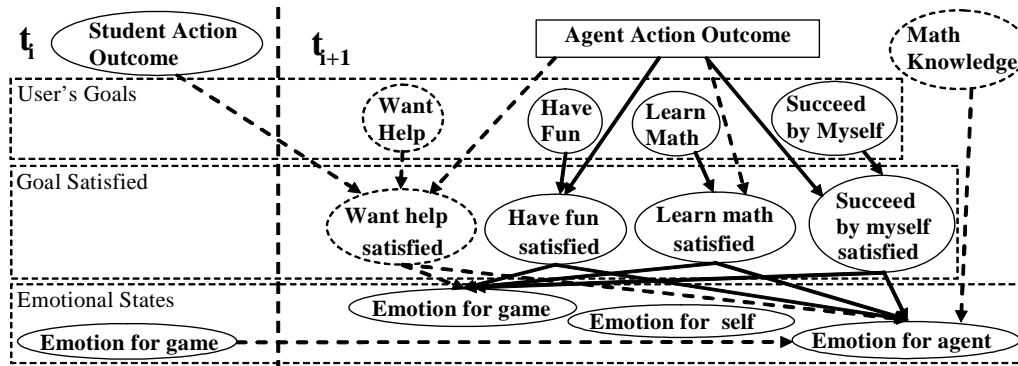 t_i
Student Action
Outcome
t_{i+1}
Agent Action Outcome
Math
Knowledge
User's Goals
Want
Help
Have
Fun
Learn
Math
Succeed
by Myself
Goal Satisfied
Want help
satisfied
Have fun
satisfied
Learn math
satisfied
Succeed
by myself
satisfied
Emotional States
Emotion for game
Emotion for game
Emotion for self
Emotion for agent